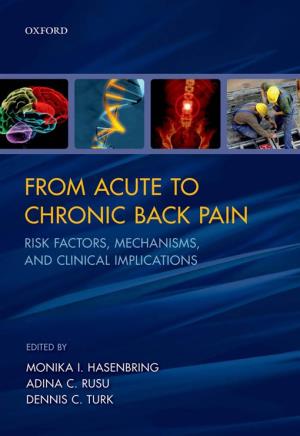 OXFORD
FROM ACUTE TO
CHRONIC BACK PAIN
RISK FACTORS, MECHANISMS,
AND CLINICAL IMPLICATIONS
EDITED BY
MONIKA I. HASENBRING
ADINA C. RUSU
DENNIS C. TURK